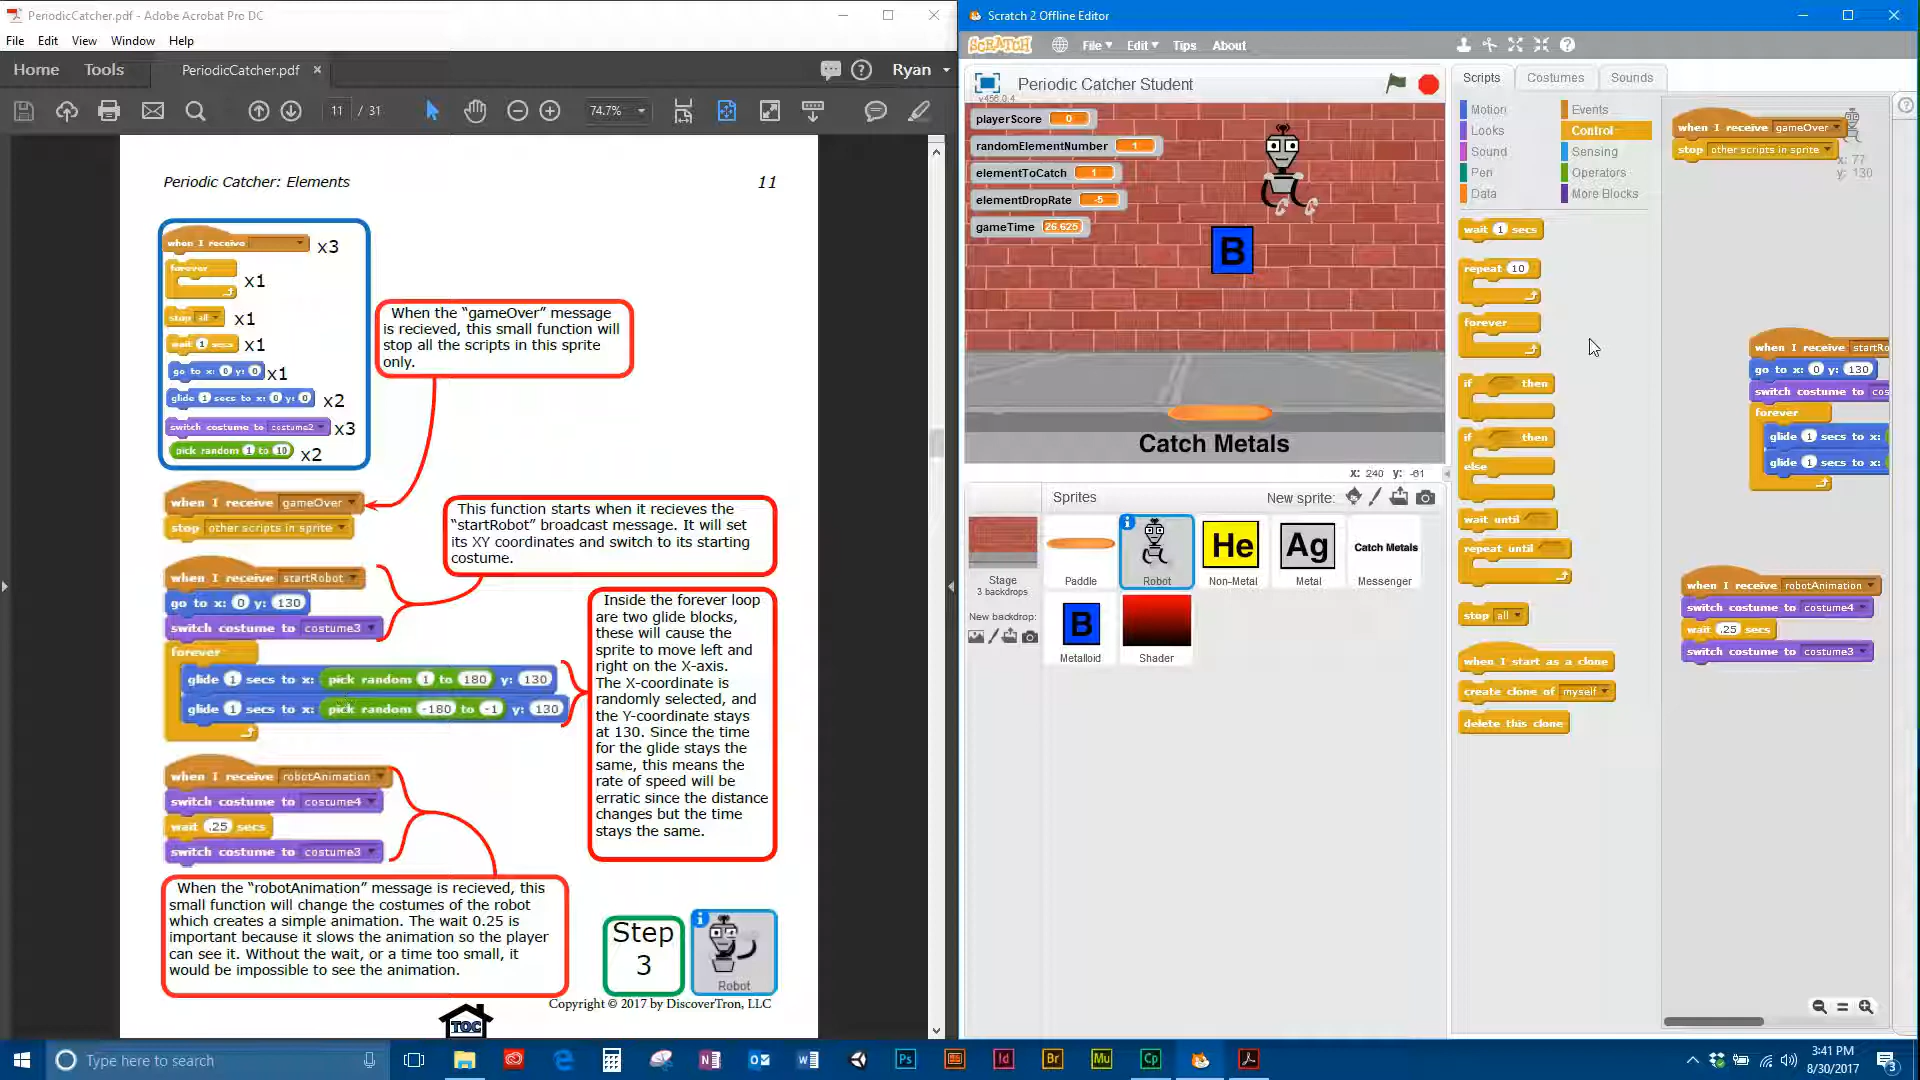 PeriodicCatcher.pdf - Adobe Acrobat Pro DC
File Edit View Window Help
Home Tools PeriodicCatcher.pdf × Ryan
11 / 31 74.7%
Periodic Catcher: Elements 11
when I receive x3
forever x1
stop all x1
wait 1 secs x1
go to x: 0 y: 0 x1
glide 1 secs to x: 0 y: 0 x2
switch costume to costume2 x3
pick random 1 to 10 x2
When the "gameOver" message
is recieved, this small function will
stop all the scripts in this sprite
only.
when I receive gameOver
stop other scripts in sprite
This function starts when it recieves the
"startRobot" broadcast message. It will set
its XY coordinates and switch to its starting
costume.
when I receive startRobot
go to x: 0 y: 130
switch costume to costume3
forever
glide 1 secs to x: pick random 1 to 180 y: 130
glide 1 secs to x: pick random -180 to -1 y: 130
Inside the forever loop
are two glide blocks,
these will cause the
sprite to move left and
right on the X-axis.
The X-coordinate is
randomly selected, and
the Y-coordinate stays
at 130. Since the time
for the glide stays the
same, this means the
rate of speed will be
erratic since the distance
changes but the time
stays the same.
when I receive robotAnimation
switch costume to costume4
wait .25 secs
switch costume to costume3
When the "robotAnimation" message is recieved, this
small function will change the costumes of the robot
which creates a simple animation. The wait 0.25 is
important because it slows the animation so the player
can see it. Without the wait, or a time too small, it
would be impossible to see the animation.
Step
3
Robot
Copyright © 2017 by DiscoverTron, LLC
TOC
Scratch 2 Offline Editor
SCRATCH File Edit Tips About
Periodic Catcher Student
v456.0.4
playerScore 0
randomElementNumber 1
elementToCatch 1
elementDropRate -5
gameTime 26.625
B
Catch Metals
x: 240 y: -61
Sprites New sprite:
Stage
3 backdrops
New backdrop:
Paddle
Robot
He
Non-Metal
Ag
Metal
Catch Metals
Messenger
B
Metalloid
Shader
Scripts Costumes Sounds
Motion Events
Looks Control
Sound Sensing
Pen Operators
Data More Blocks
wait 1 secs
repeat 10
forever
if then
if then
else
wait until
repeat until
stop all
when I start as a clone
create clone of myself
delete this clone
when I receive gameOver
stop other scripts in sprite
x: 77
y: 130
when I receive startRo
go to x: 0 y: 130
switch costume to cos
forever
glide 1 secs to x:
glide 1 secs to x:
when I receive robotAnimation
switch costume to costume4
wait .25 secs
switch costume to costume3
Type here to search
Ps Id Br Mu Cp
3:41 PM
8/30/2017
3